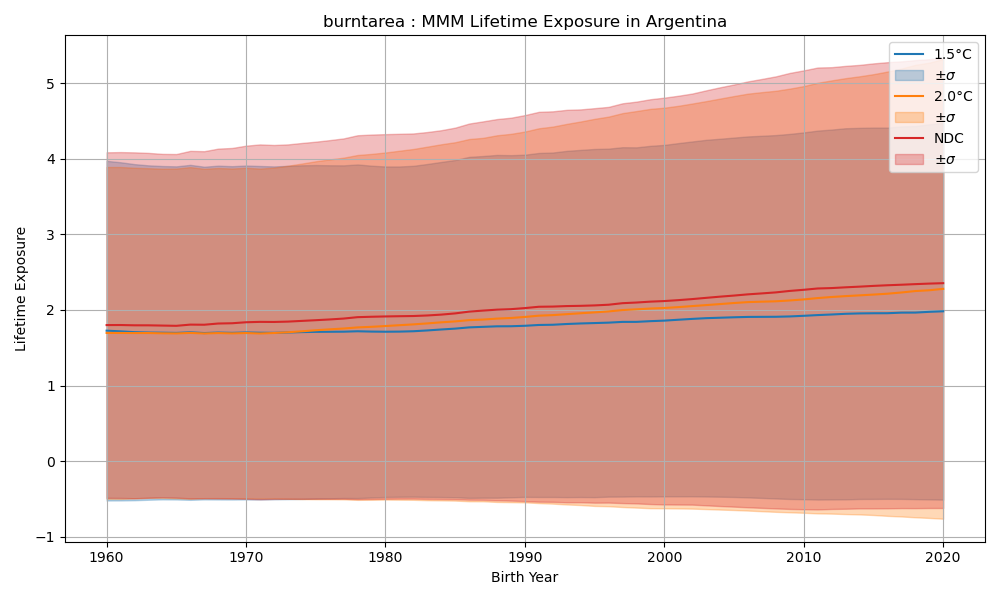 burntarea : MMM Lifetime Exposure in Argentina
1.5°C
±σ
2.0°C
±σ
NDC
±σ
Lifetime Exposure
5
4
3
2
1
0
−1
1960 1970 1980 1990 2000 2010 2020
Birth Year